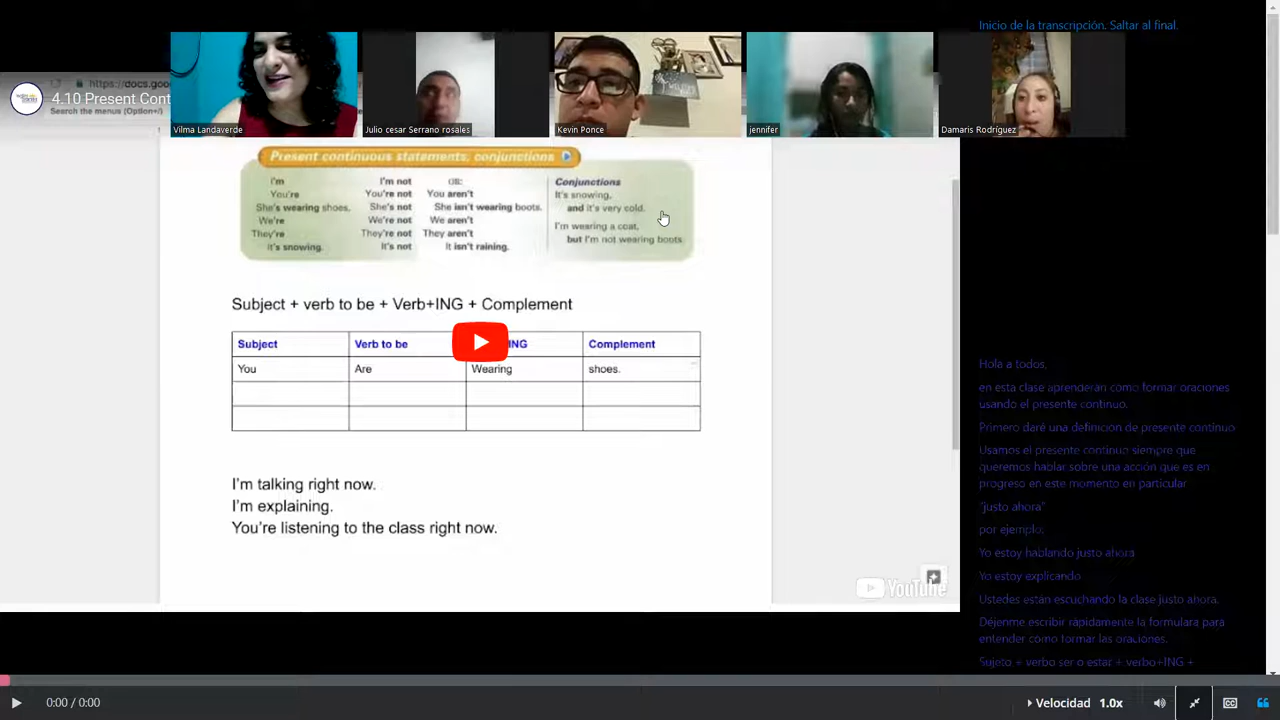 Inicio de la transcripción. Saltar al final.
https://docs.goo
4.10 Present Cont
Search the menus (Option+/)
Vilma Landaverde
Julio cesar Serrano rosales
Kevin Ponce
jennifer
Damaris Rodríguez
Present continuous statements; conjunctions
I'm I'm not OR: Conjunctions
You're You're not You aren't It's snowing,
She's wearing shoes. She's not She isn't wearing boots. and it's very cold.
We're We're not We aren't I'm wearing a coat,
They're They're not They aren't but I'm not wearing boots.
It's snowing. It's not It isn't raining.
Subject + verb to be + Verb+ING + Complement
Subject Verb to be ING Complement
You Are Wearing shoes.
I'm talking right now.
I'm explaining.
You're listening to the class right now.
YouTube
Hola a todos,
en esta clase aprenderán como formar oraciones
usando el presente continuo.
Primero daré una definición de presente continuo
Usamos el presente continuo siempre que
queremos hablar sobre una acción que es en
progreso en este momento en particular
"justo ahora"
por ejemplo;
Yo estoy hablando justo ahora
Yo estoy explicando
Ustedes están escuchando la clase justo ahora.
Déjenme escribir rápidamente la formulara para
entender como formar las oraciones.
Sujeto + verbo ser o estar + verbo+ING +
0:00 / 0:00
Velocidad 1.0x